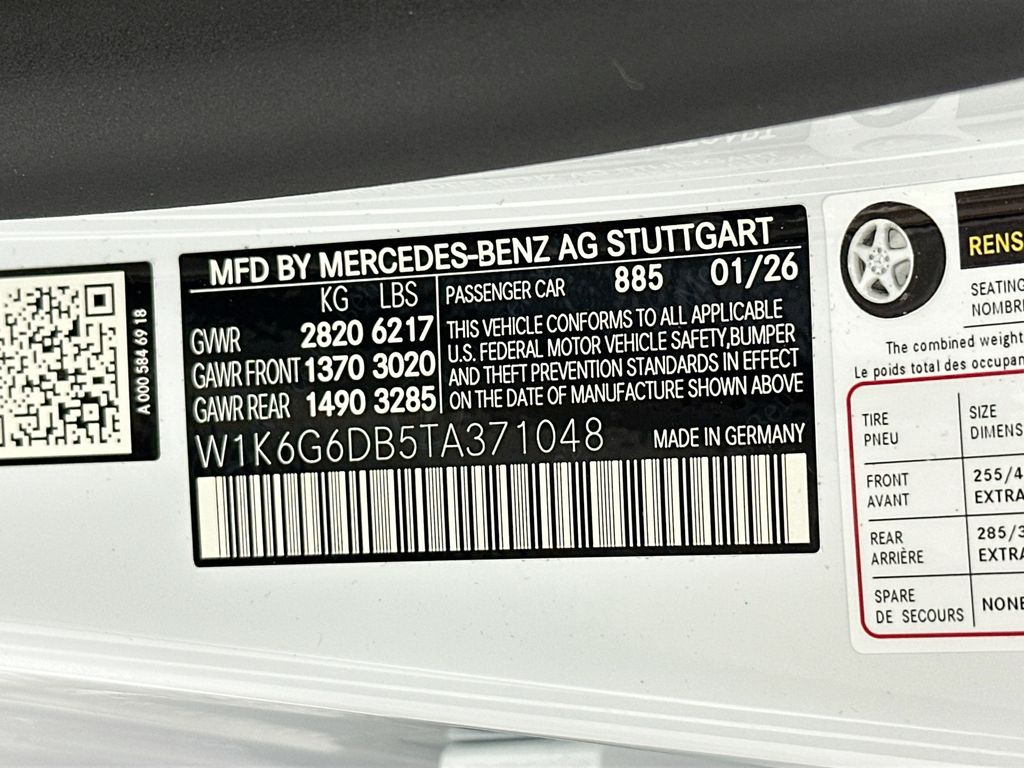 MFD BY MERCEDES-BENZ AG STUTTGART
KG LBS
GVWR 2820 6217
GAWR FRONT 1370 3020
GAWR REAR 1490 3285
PASSENGER CAR 885 01/26
THIS VEHICLE CONFORMS TO ALL APPLICABLE
U.S. FEDERAL MOTOR VEHICLE SAFETY,BUMPER
AND THEFT PREVENTION STANDARDS IN EFFECT
ON THE DATE OF MANUFACTURE SHOWN ABOVE
W1K6G6DB5TA371048
MADE IN GERMANY
A 000 584 69 18
RENS
SEATING
NOMBR
The combined weight
Le poids total des occupan
TIRE
PNEU
SIZE
DIMENS
FRONT
AVANT
255/4
EXTRA
REAR
ARRIÈRE
285/3
EXTRA
SPARE
DE SECOURS
NONE